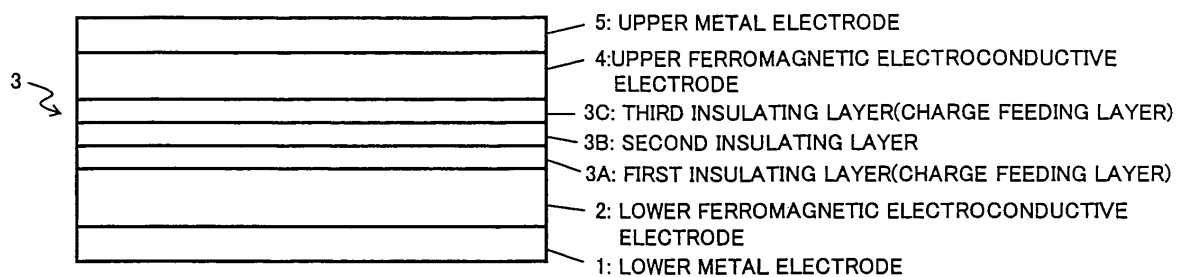 5: UPPER METAL ELECTRODE
4:UPPER FERROMAGNETIC ELECTROCONDUCTIVE
ELECTRODE
3
3C: THIRD INSULATING LAYER(CHARGE FEEDING LAYER)
3B: SECOND INSULATING LAYER
3A: FIRST INSULATING LAYER(CHARGE FEEDING LAYER)
2: LOWER FERROMAGNETIC ELECTROCONDUCTIVE
ELECTRODE
1: LOWER METAL ELECTRODE